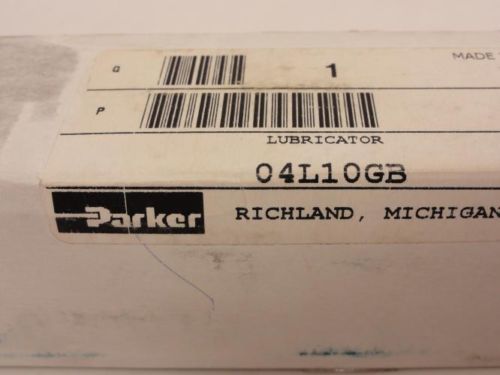 Q 1 MADE
P
LUBRICATOR
04L10GB
Parker RICHLAND, MICHIGAN